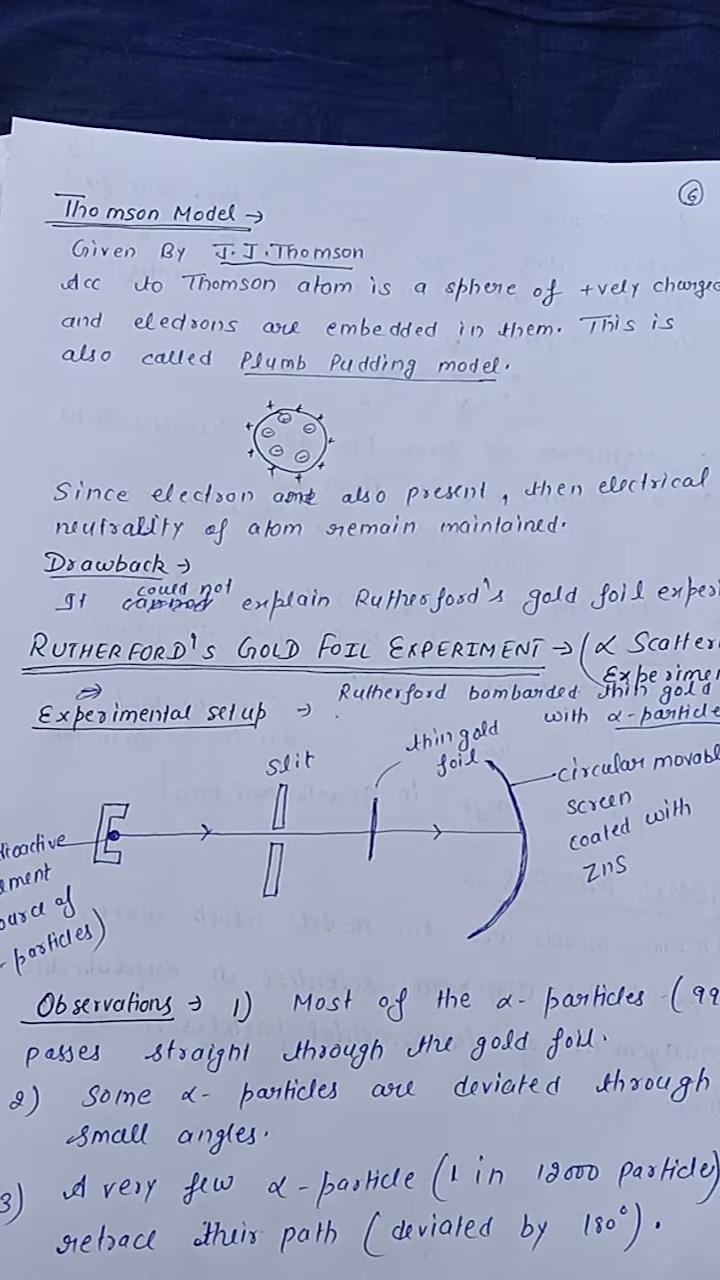 6
Thomson Model →
Given By J.J.Thomson
Acc to Thomson atom is a sphere of +vely charge
and eledrons are embedded in them. This is
also called Plumb Pudding model.
Since electron are also present, then electrical
neutrality of atom remain maintained.
Drawback →
It could not explain Rutherford's gold foil experi
RUTHERFORD'S GOLD FOIL EXPERIMENT → (α Scatter
Experimen
⇒ Rutherford bombarded thin gold
Experimental setup → with α-particle
thin gold
foil
slit
circular movabl
screen
coated with
ZnS
dioactive
ement
ource of
- particles)
Observations → 1) Most of the α- particles (99
passes straight through the gold foil.
2) Some α- particles are deviated through
small angles.
3) A very few α-particle (1 in 12000 particle)
retrace their path (deviated by 180°).